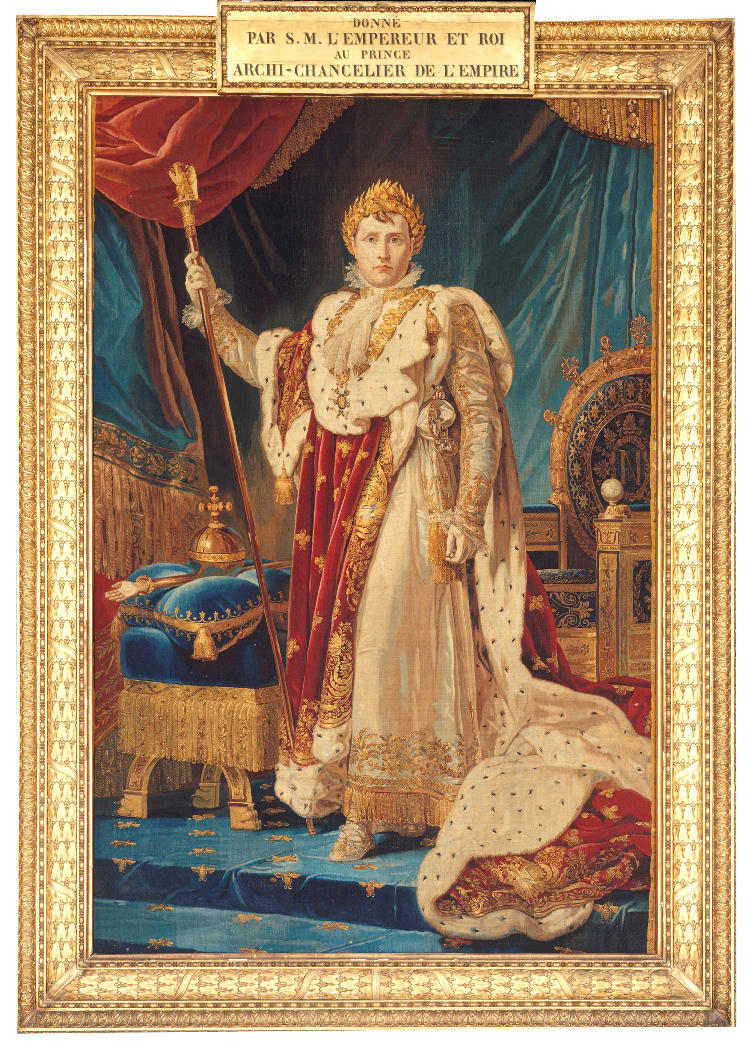 DONNÉ
PAR S.M. L'EMPEREUR ET ROI
AU PRINCE
ARCHI-CHANCELIER DE L'EMPIRE
N